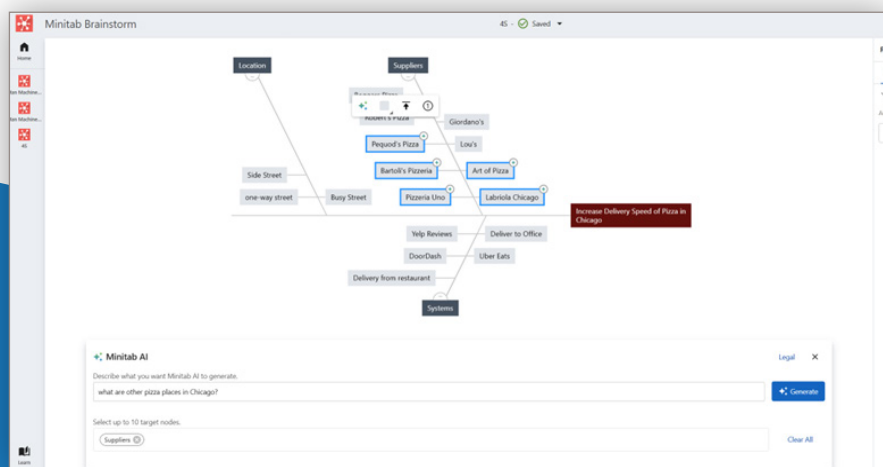 Minitab Brainstorm
4S - Saved
Home
4S
Location
Suppliers
Robert's Pizza
Giordano's
Pequod's Pizza
Lou's
Bartoli's Pizzeria
Art of Pizza
Side Street
one-way street
Busy Street
Pizzeria Uno
Labriola Chicago
Increase Delivery Speed of Pizza in
Chicago
Yelp Reviews
Deliver to Office
DoorDash
Uber Eats
Delivery from restaurant
Systems
Minitab AI
Legal
Describe what you want Minitab AI to generate.
what are other pizza places in Chicago?
Generate
Select up to 10 target nodes.
Suppliers
Clear All
Learn